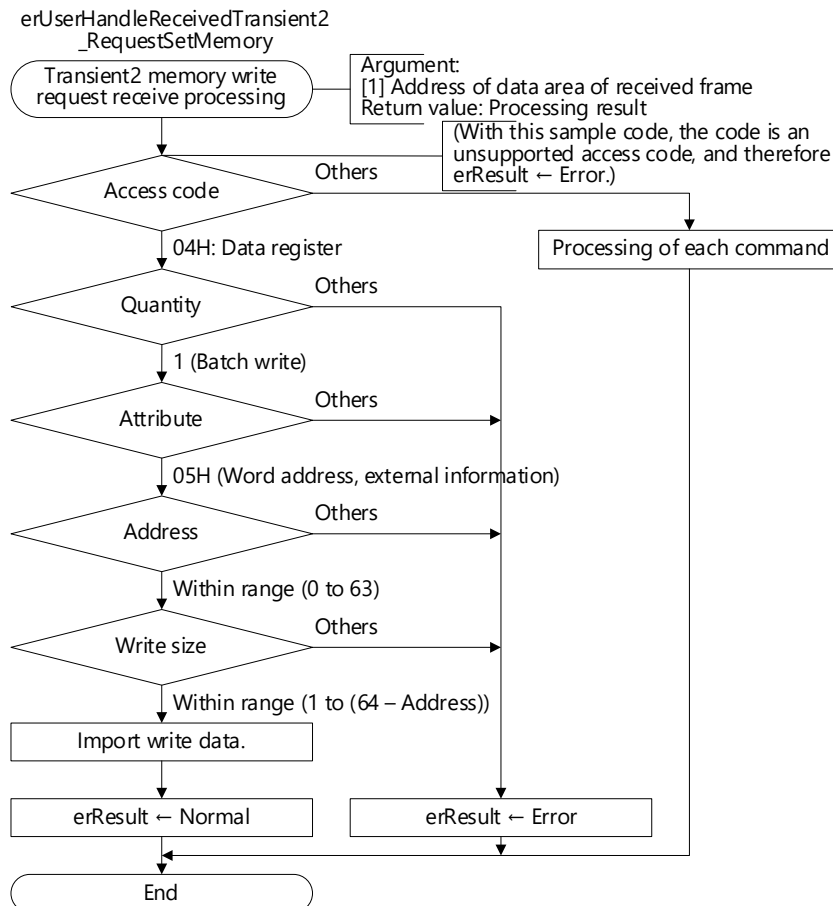 erUserHandleReceivedTransient2
_RequestSetMemory
Transient2 memory write
request receive processing
Argument:
[1] Address of data area of received frame
Return value: Processing result
(With this sample code, the code is an
unsupported access code, and therefore
erResult ← Error.)
Access code
Others
Processing of each command
04H: Data register
Quantity
Others
1 (Batch write)
Attribute
Others
05H (Word address, external information)
Address
Others
Within range (0 to 63)
Write size
Others
Within range (1 to (64 – Address))
Import write data.
erResult ← Normal
erResult ← Error
End